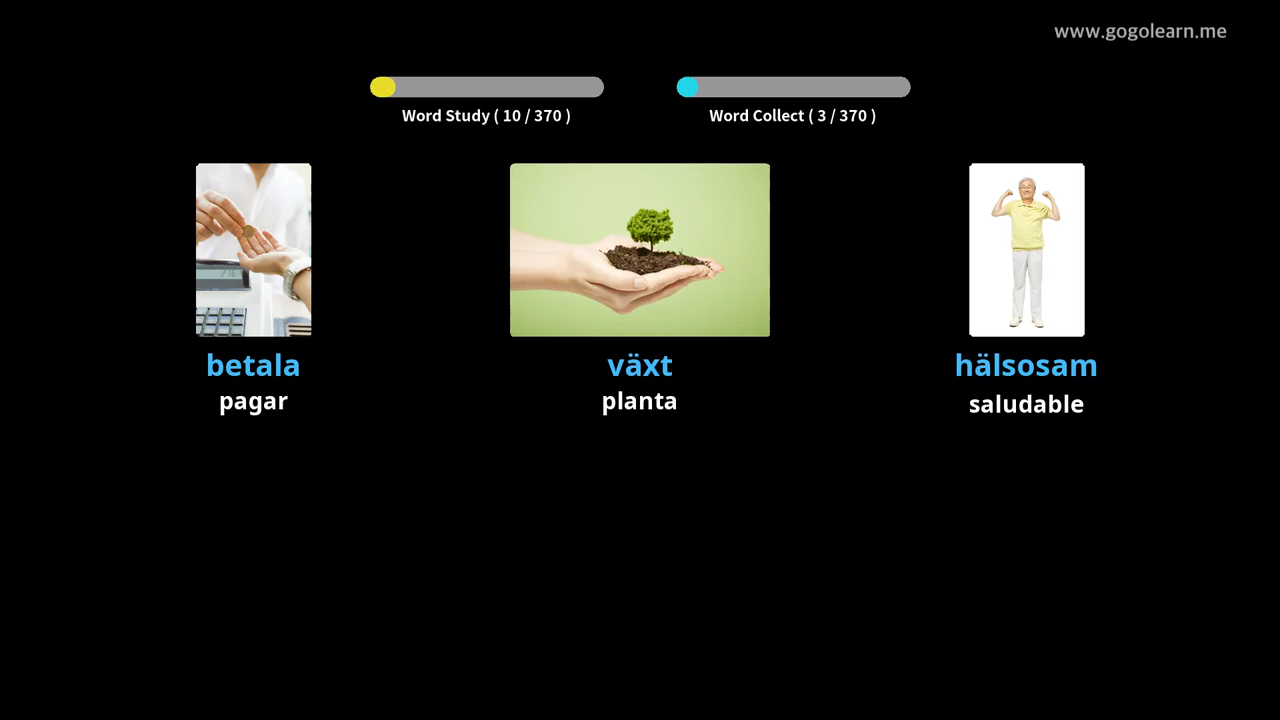 www.gogolearn.me
Word Study ( 10 / 370 )
Word Collect ( 3 / 370 )
betala
pagar
växt
planta
hälsosam
saludable